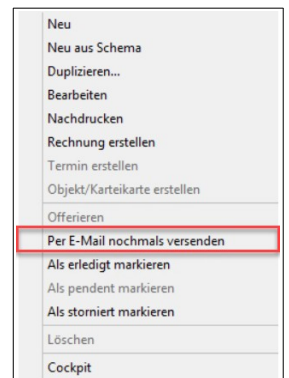 Neu
Neu aus Schema
Duplizieren...
Bearbeiten
Nachdrucken
Rechnung erstellen
Termin erstellen
Objekt/Karteikarte erstellen
Offerieren
Per E-Mail nochmals versenden
Als erledigt markieren
Als pendent markieren
Als storniert markieren
Löschen
Cockpit